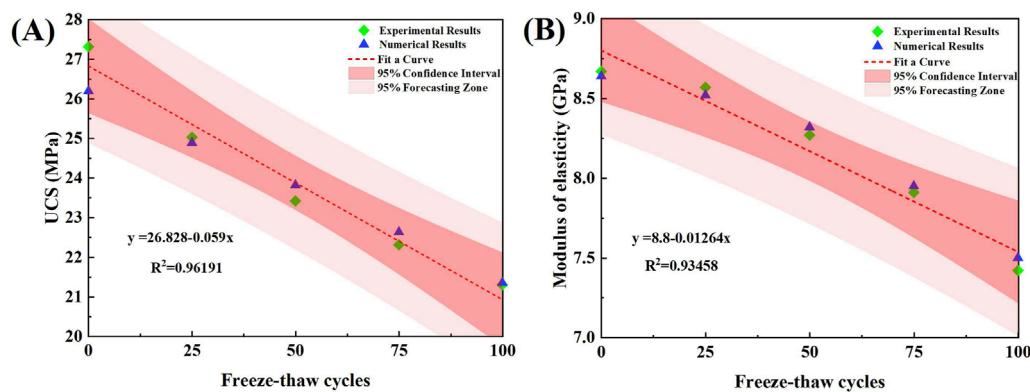 (A)
28
27
26
25
24
23
22
21
20
UCS (MPa)
Experimental Results
Numerical Results
Fit a Curve
95% Confidence Interval
95% Forecasting Zone
y =26.828-0.059x
R²=0.96191
0
25
50
75
100
Freeze-thaw cycles
(B)
9.0
8.5
8.0
7.5
7.0
Modulus of elasticity (GPa)
Experimental Results
Numerical Results
Fit a Curve
95% Confidence Interval
95% Forecasting Zone
y=8.8-0.01264x
R²=0.93458
0
25
50
75
100
Freeze-thaw cycles